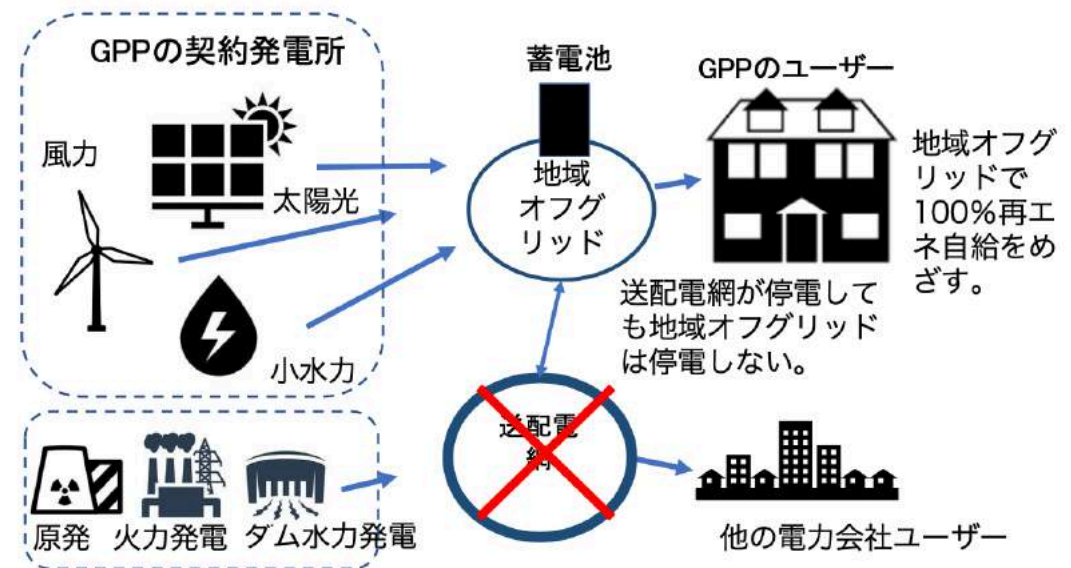 GPPの契約発電所
風力
太陽光
小水力
蓄電池
地域
オフグ
リッド
GPPのユーザー
地域オフグ
リッドで
100%再エ
ネ自給をめ
ざす。
送配電網が停電して
も地域オフグリッド
は停電しない。
原発
火力発電
ダム水力発電
送配電
網
他の電力会社ユーザー